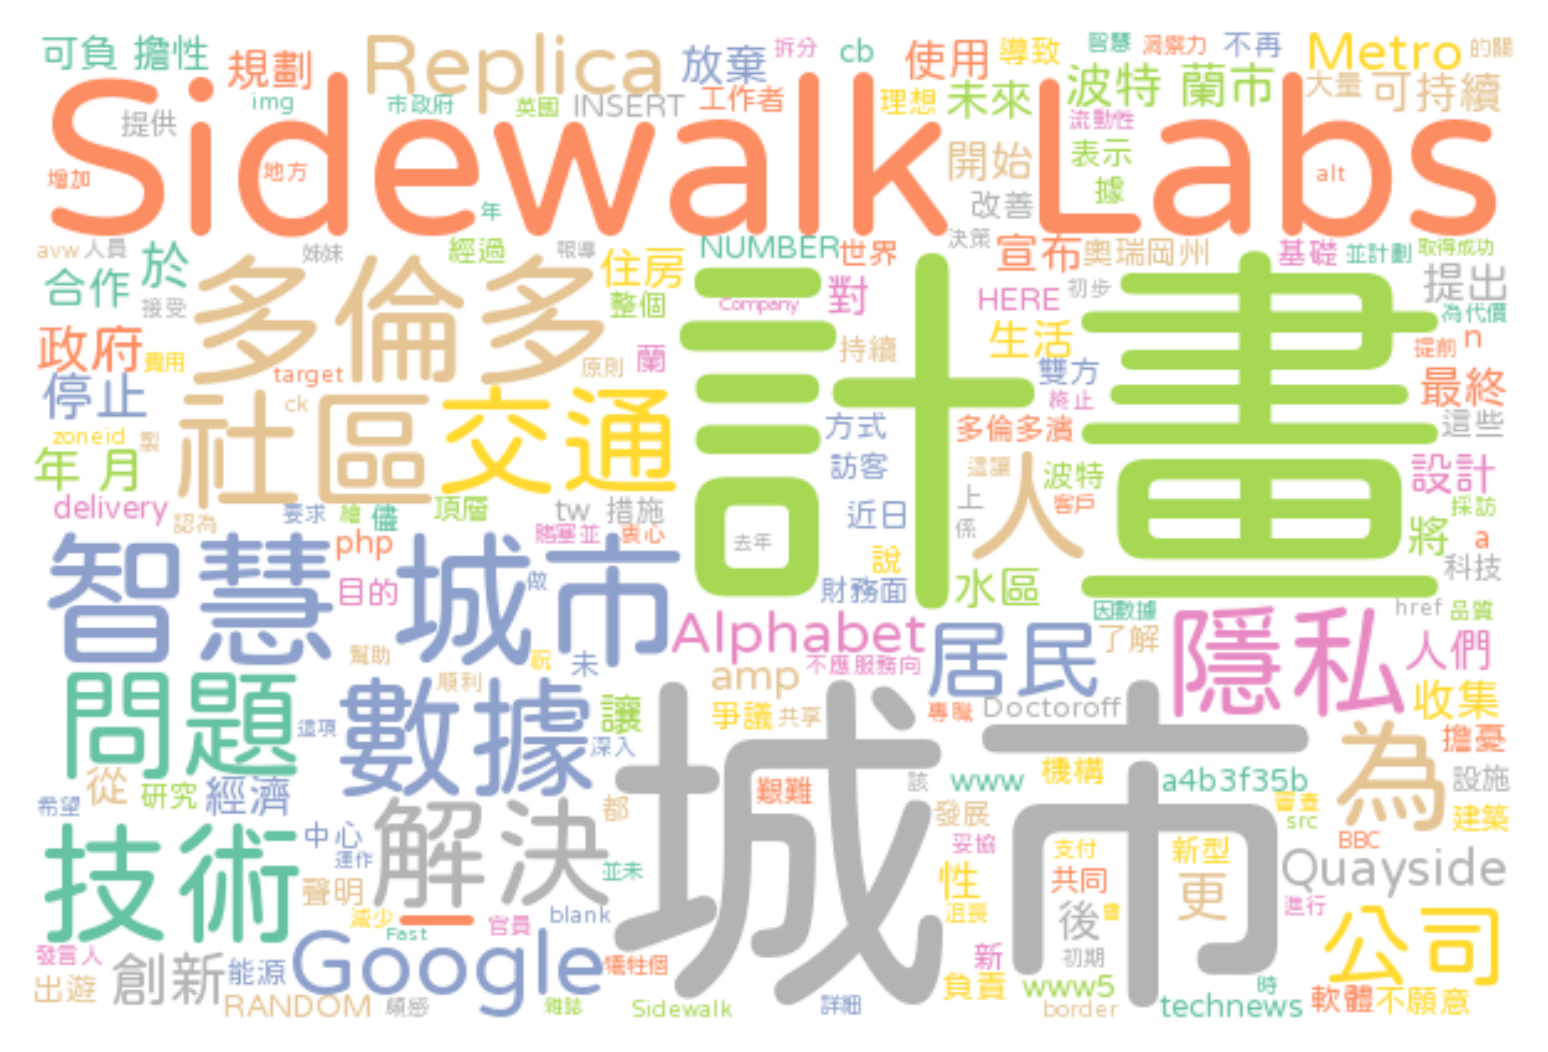 可負 擔性 規劃 Replica 放棄 拆分 cb 使用 導致 智慧 洞察力 不再 Metro 的關
img 市政府 英國 INSERT 工作者 理想 未來 波特 蘭市 大量 可持續
提供 流動性
Sidewalk Labs
增加 地方 開始 表示 alt
年 改善 據
avw 人員 於 姊妹 經過 報導 住房 NUMBER 世界 決策 宣布 奧瑞岡州 基礎 並計劃 取得成功
合作 接受 多倫多 整個 Company 計畫 對 HERE 初步 提出
為代價
政府 費用 target 原則 蘭 持續 生活 雙方 提前 n
停止 ck 終止 最終
zoneid 製 社區 交通 方式 多倫多濱 這些
年 月 訪客 這讓 人 波特 設計
delivery 認為 要求 繪 儘 頂層 tw 措施 上 客戶 採訪
php 賭塞並 衷心 去年 近日 係 將 a
智慧 城市 目的 做 說 科技
財務面 水區 因數據 href 品質
幫助 祝 未 Alphabet 居民 了解 隱私 人們
順利 amp 不應服務向
問題 這項 數據 讓 爭議 共享 專職 Doctoroff 收集
深入 城市 為 擔憂
希望 從 研究 經濟 都 艱難 該 www 機構 a4b3f35b 設施
技術 中心 解決 發展 審查 src 建築
運作 妥協 支付 新型 BBC
聲明 並未 性 共同 更 Quayside
減少 一 官員 blank 沮喪 後 會 進行
Fast
發言人 創新 能源 Google 犧牲個 新 初期 公司
出遊 負責 www5 時
RANDOM 頗感 雜誌 Sidewalk 詳細 border technews 軟體 不願意